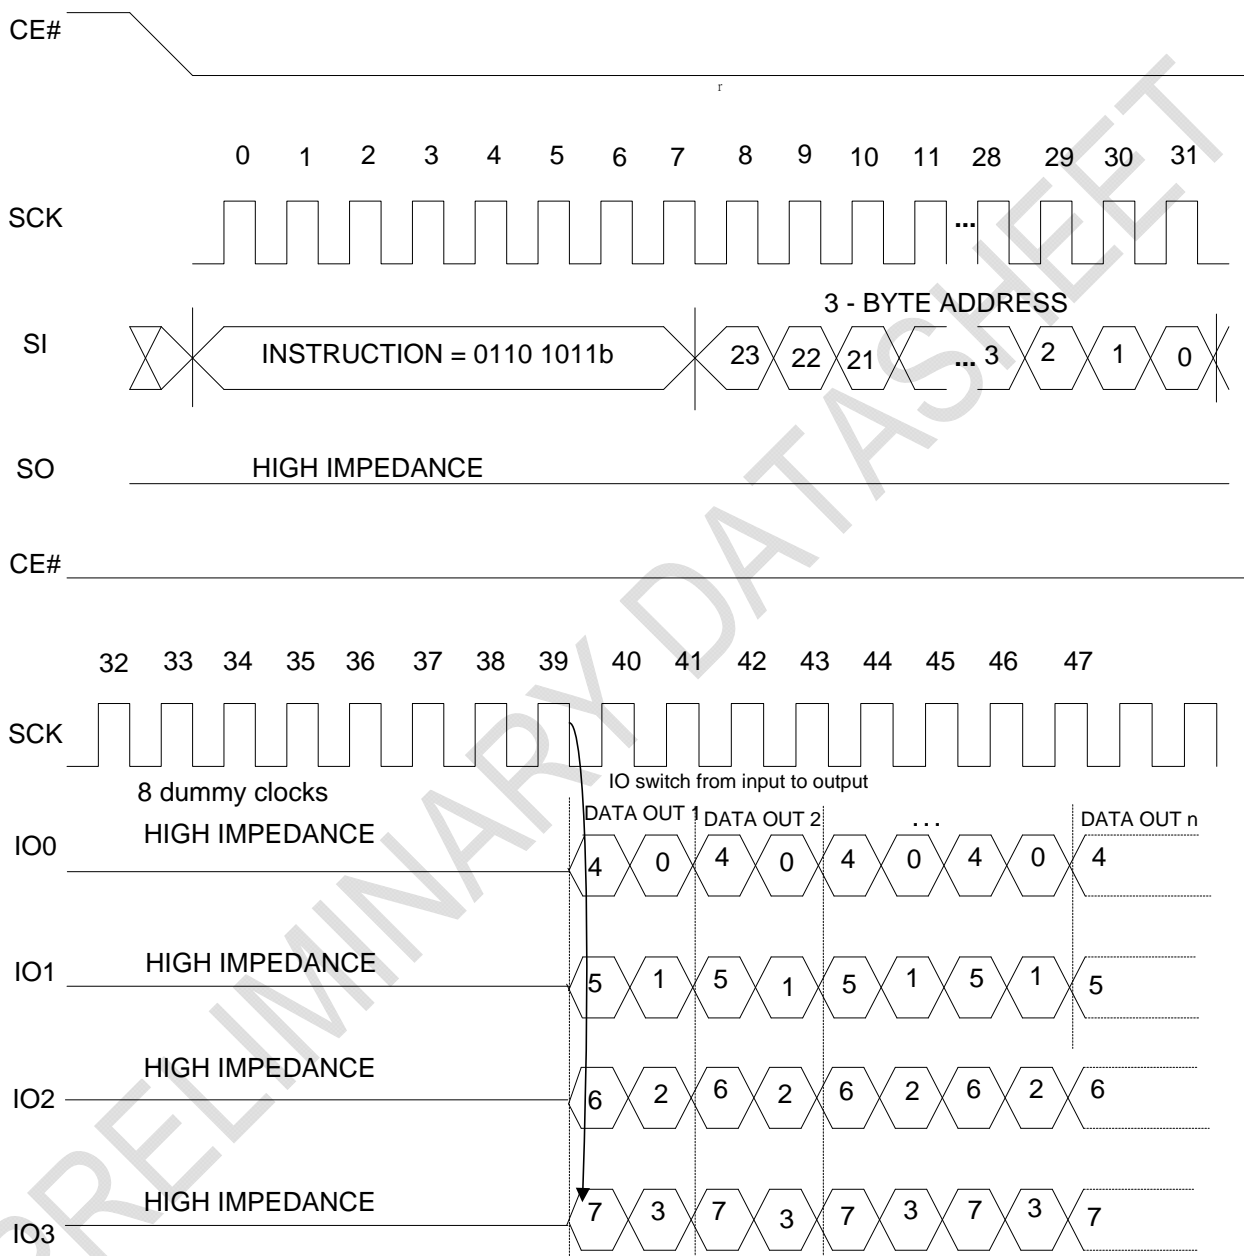 CE#
r
0 1 2 3 4 5 6 7 8 9 10 11 28 29 30 31
SCK ...
3 - BYTE ADDRESS
SI INSTRUCTION = 0110 1011b 23 22 21 ... 3 2 1 0
SO HIGH IMPEDANCE
CE#
32 33 34 35 36 37 38 39 40 41 42 43 44 45 46 47
SCK
8 dummy clocks IO switch from input to output
DATA OUT 1 DATA OUT 2 ... DATA OUT n
HIGH IMPEDANCE
IO0 4 0 4 0 4 0 4 0 4
HIGH IMPEDANCE
IO1 5 1 5 1 5 1 5 1 5
HIGH IMPEDANCE
IO2 6 2 6 2 6 2 6 2 6
HIGH IMPEDANCE
IO3 7 3 7 3 7 3 7 3 7
PRELIMINARY DATASHEET